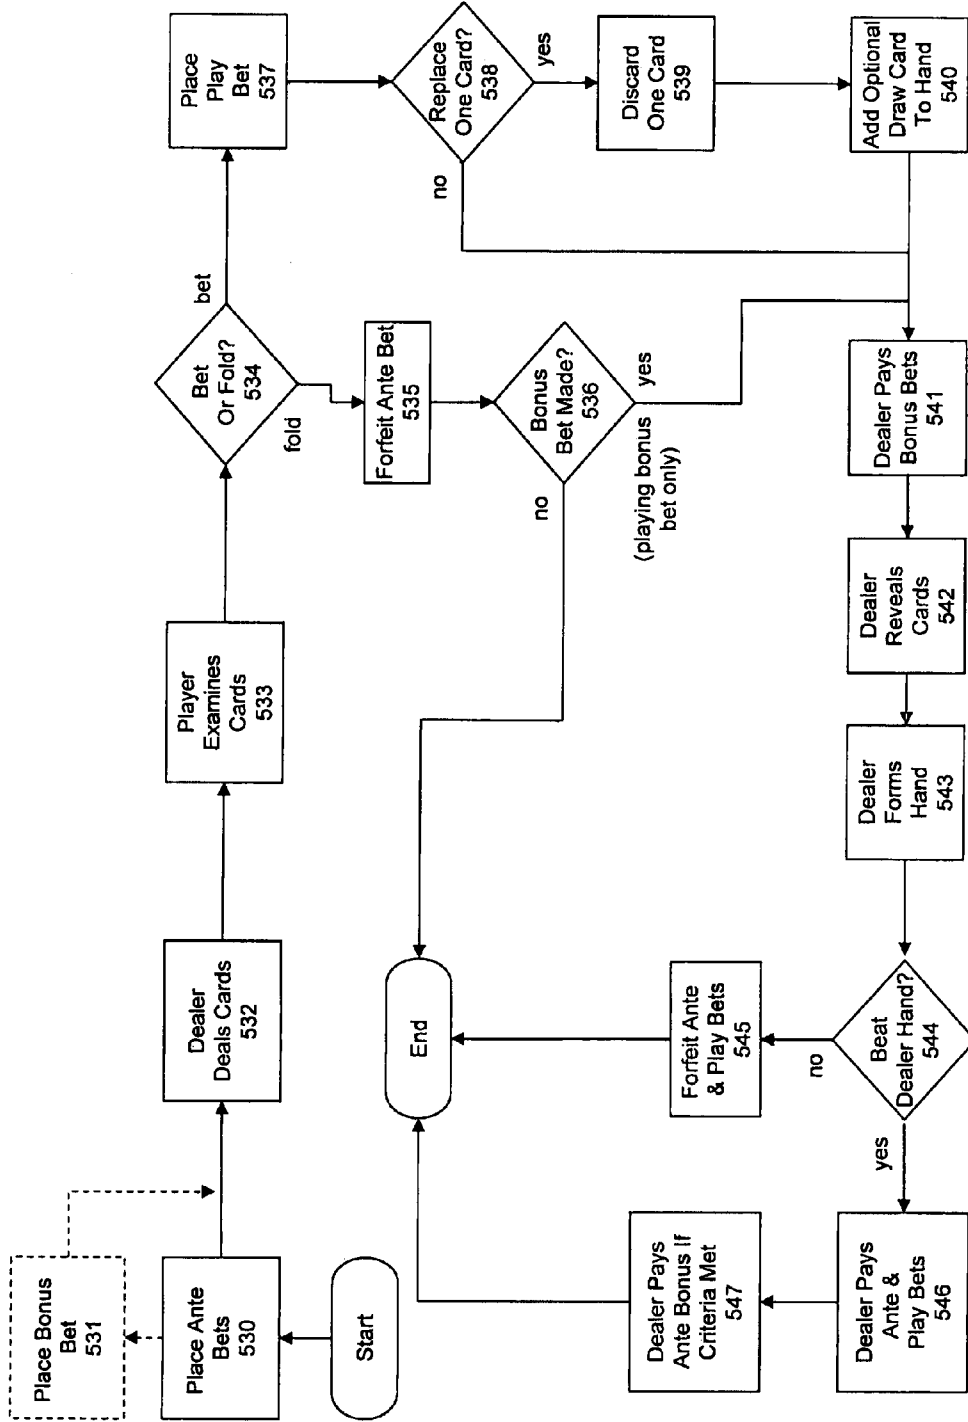 Place Bonus
Bet
531
Place Ante
Bets
530
Start
Dealer
Deals Cards
532
Player
Examines
Cards
533
Bet
Or Fold?
534
bet
fold
Place
Play
Bet
537
Forfeit Ante Bet
535
Bonus
Bet Made?
536
no
yes
(playing bonus
bet only)
Replace
One Card?
538
no
yes
Discard
One Card
539
Add Optional
Draw Card
To Hand
540
Dealer Pays
Bonus Bets
541
Dealer
Reveals
Cards
542
Dealer
Forms
Hand
543
Beat
Dealer Hand?
544
no
yes
Forfeit Ante
& Play Bets
545
Dealer Pays
Ante &
Play Bets
546
Dealer Pays
Ante Bonus If
Criteria Met
547
End